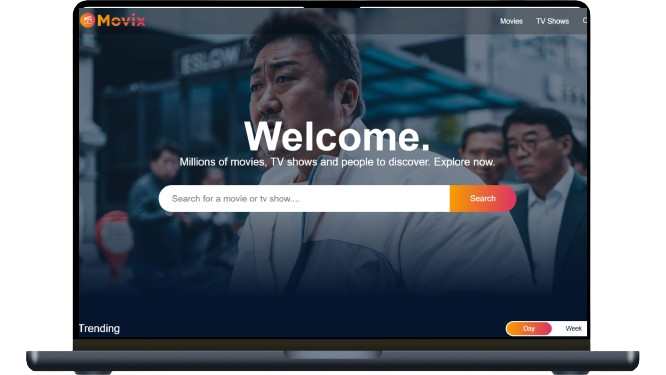 Movix
Movies TV Shows
ESLOW
Welcome.
Millions of movies, TV shows and people to discover. Explore now.
Search for a movie or tv show.... Search
Trending Day Week